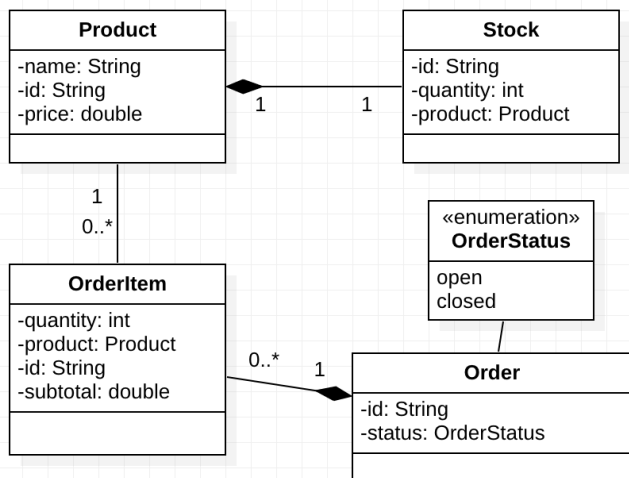 Product
-name: String
-id: String
-price: double
1
1
Stock
-id: String
-quantity: int
-product: Product
1
0..*
«enumeration»
OrderStatus
open
closed
OrderItem
-quantity: int
-product: Product
-id: String
-subtotal: double
0..*
1
Order
-id: String
-status: OrderStatus